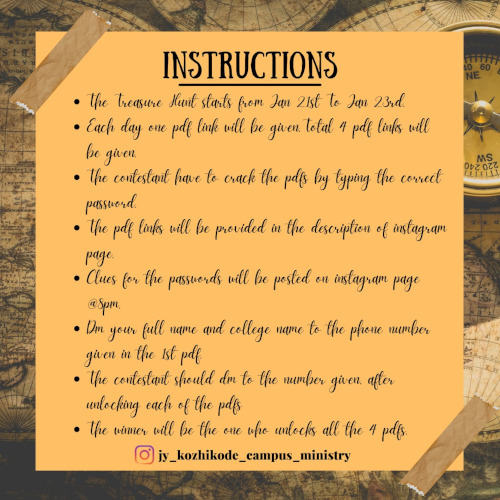 INSTRUCTIONS
• The Treasure Hunt starts from Jan 21st to Jan 23rd.
• Each day one pdf link will be given. total 4 pdf links will
be given.
• The contestant have to crack the pdfs by typing the correct
password.
• The pdf links will be provided in the description of instagram
page.
• Clues for the passwords will be posted on instagram page
@8pm.
• Dm your full name and college name to the phone number
given in the 1st pdf.
• The contestant should dm to the number given, after
unlocking each of the pdfs
• The winner will be the one who unlocks all the 4 pdfs.
jy_kozhikode_campus_ministry
60
80
NE
SW